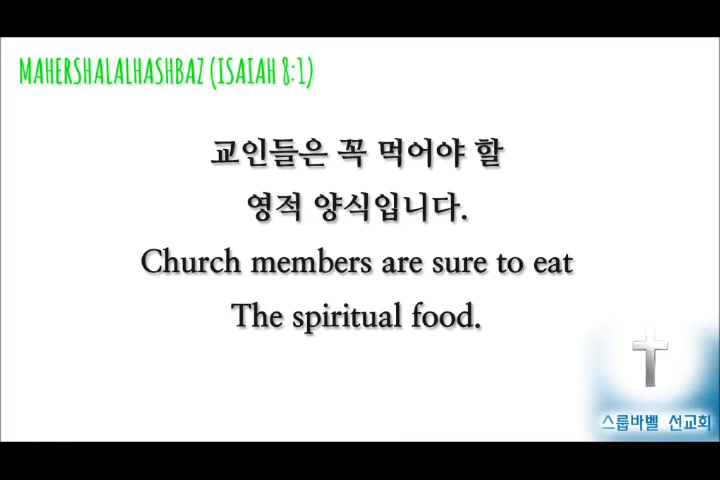 MAHERSHALALHASHBAZ (ISAIAH 8:1)
교인들은 꼭 먹어야 할
영적 양식입니다.
Church members are sure to eat
The spiritual food.
스룹바벨 선교회